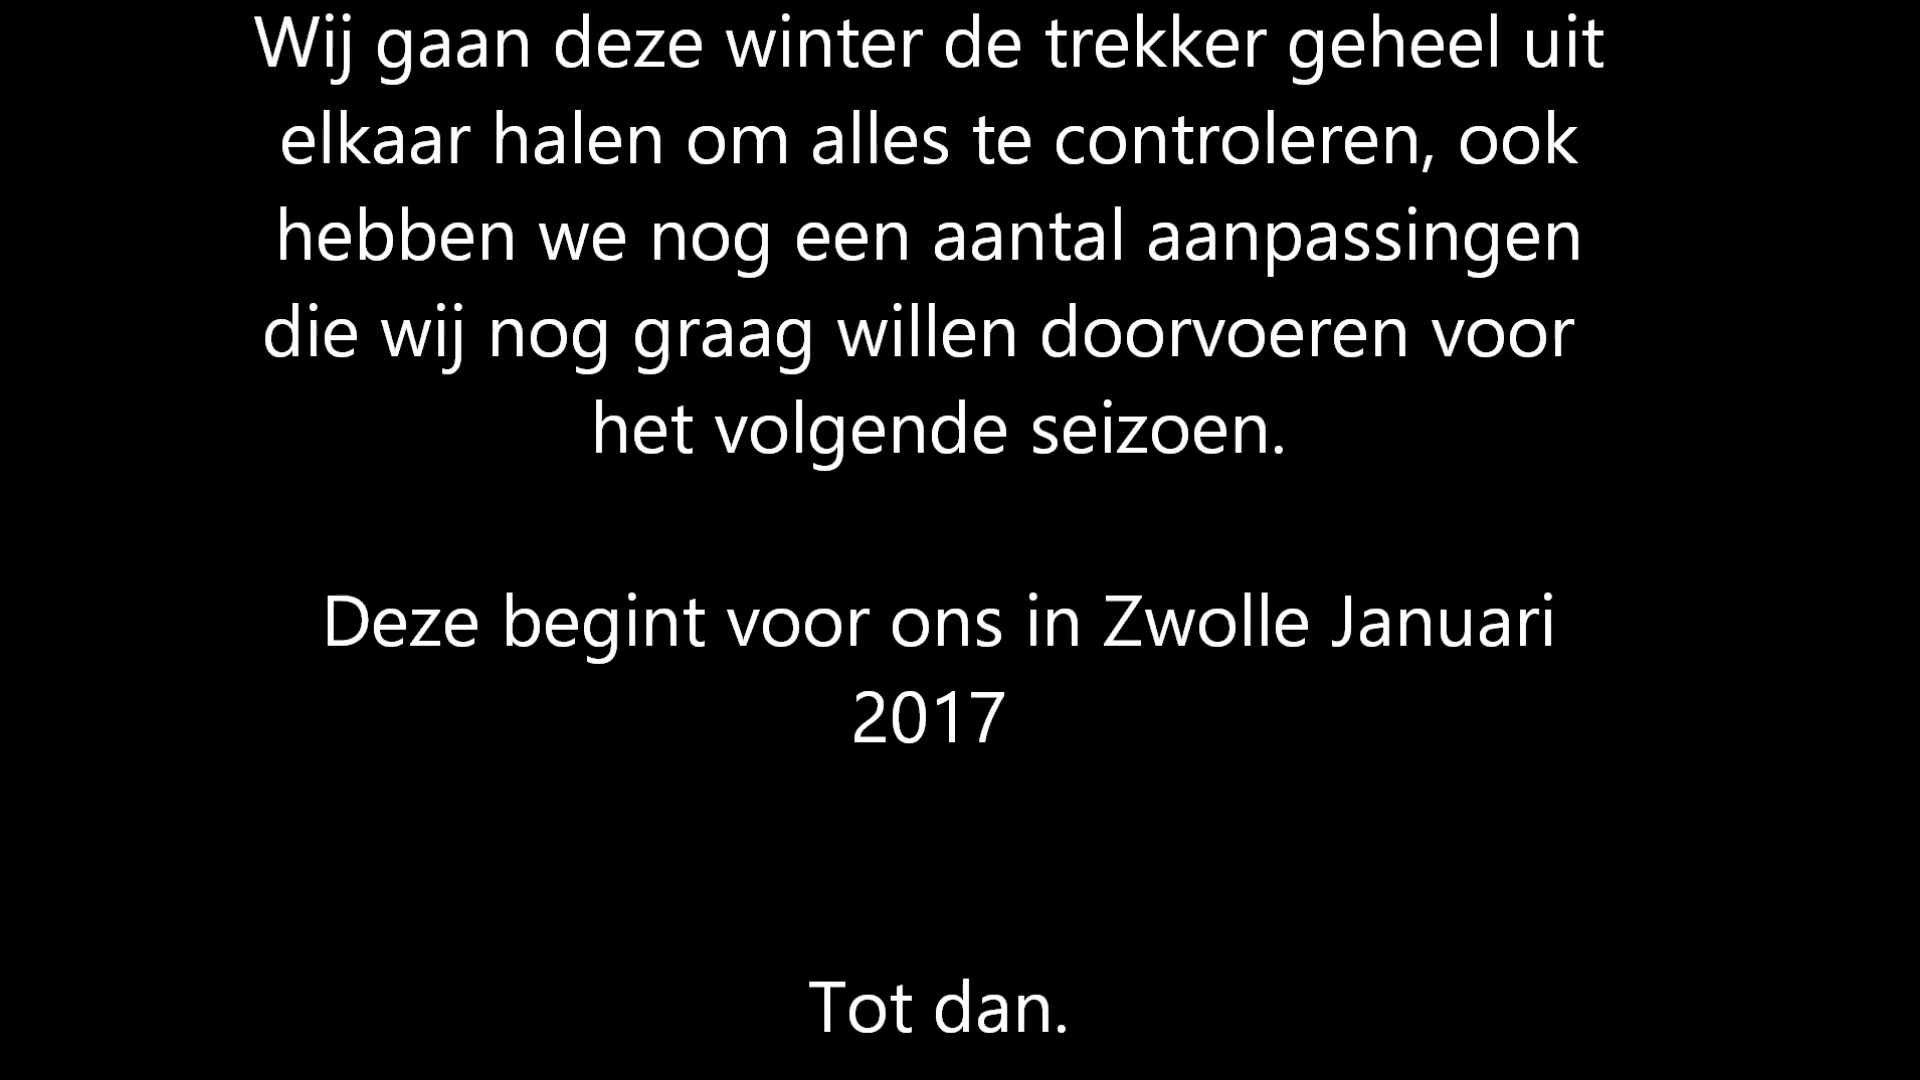 Wij gaan deze winter de trekker geheel uit
elkaar halen om alles te controleren, ook
hebben we nog een aantal aanpassingen
die wij nog graag willen doorvoeren voor
het volgende seizoen.
Deze begint voor ons in Zwolle Januari
2017
Tot dan.